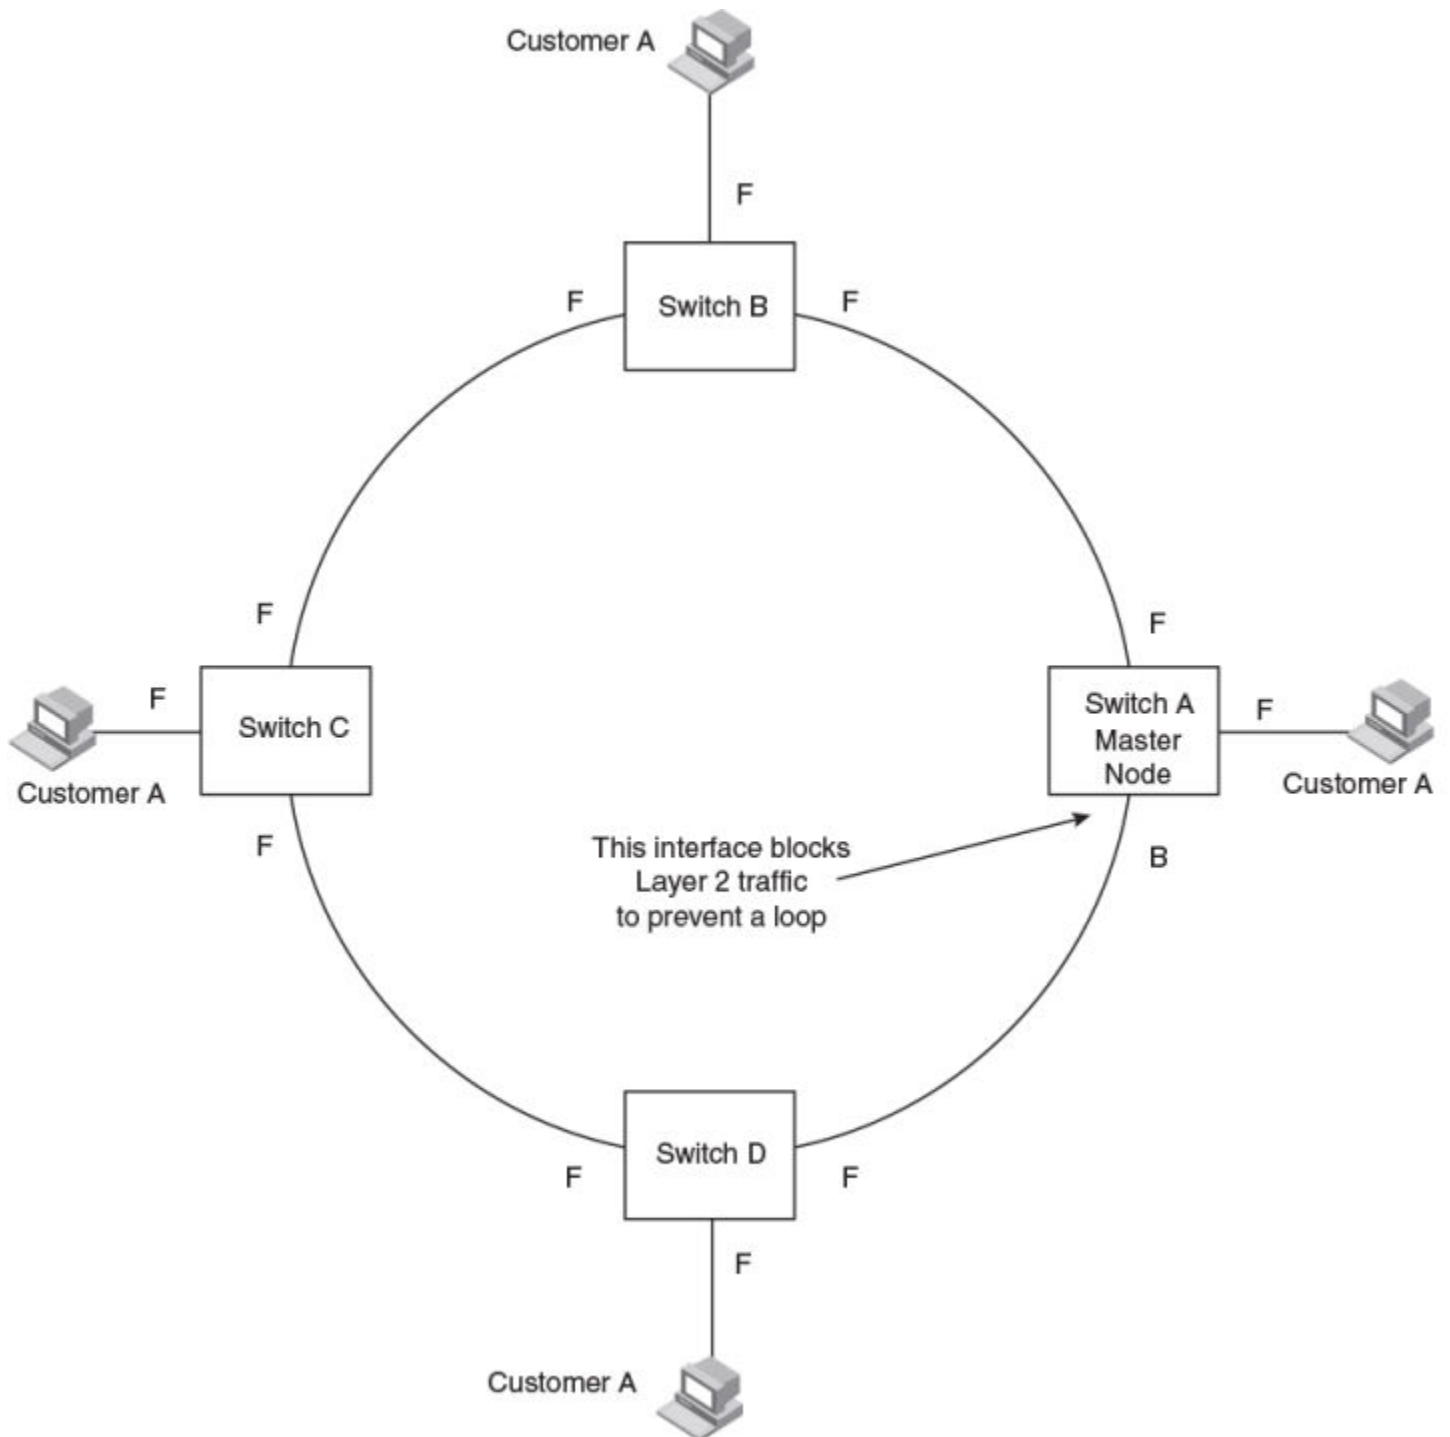 Customer A
F
F
Switch B
F
F
F
F
F
Switch C
Switch A
Master
Node
F
Customer A
Customer A
F
This interface blocks
Layer 2 traffic
to prevent a loop
B
F
Switch D
F
F
Customer A